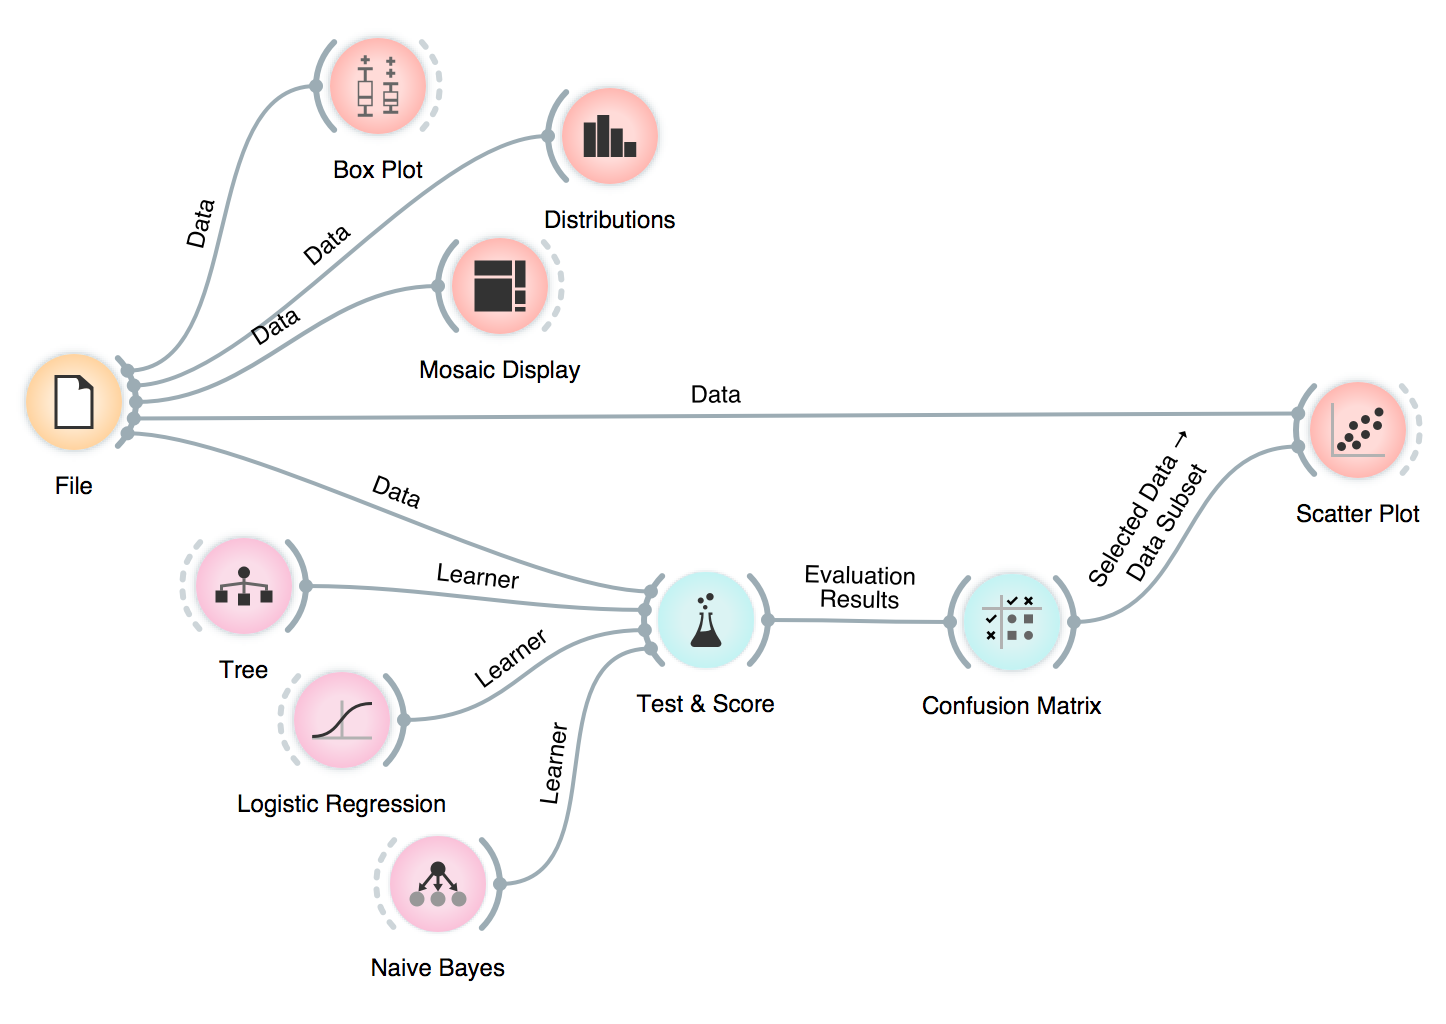 Box Plot
Distributions
Data
Data
Data
Mosaic Display
Data
File
Data
Selected Data →
Data Subset
Scatter Plot
Learner
Evaluation
Results
Tree
Learner
Test & Score
Confusion Matrix
Logistic Regression
Learner
Naive Bayes